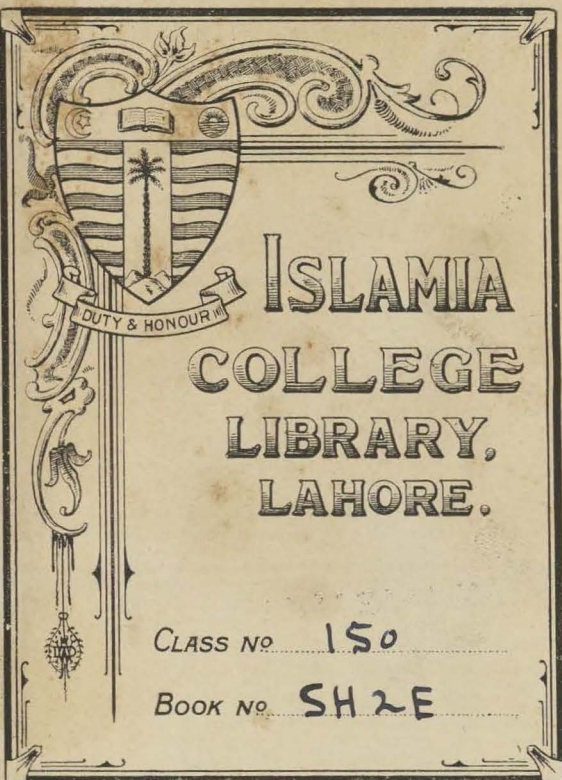 DUTY & HONOUR
ISLAMIA
COLLEGE
LIBRARY,
LAHORE.
CLASS No 150
BOOK No SH2E